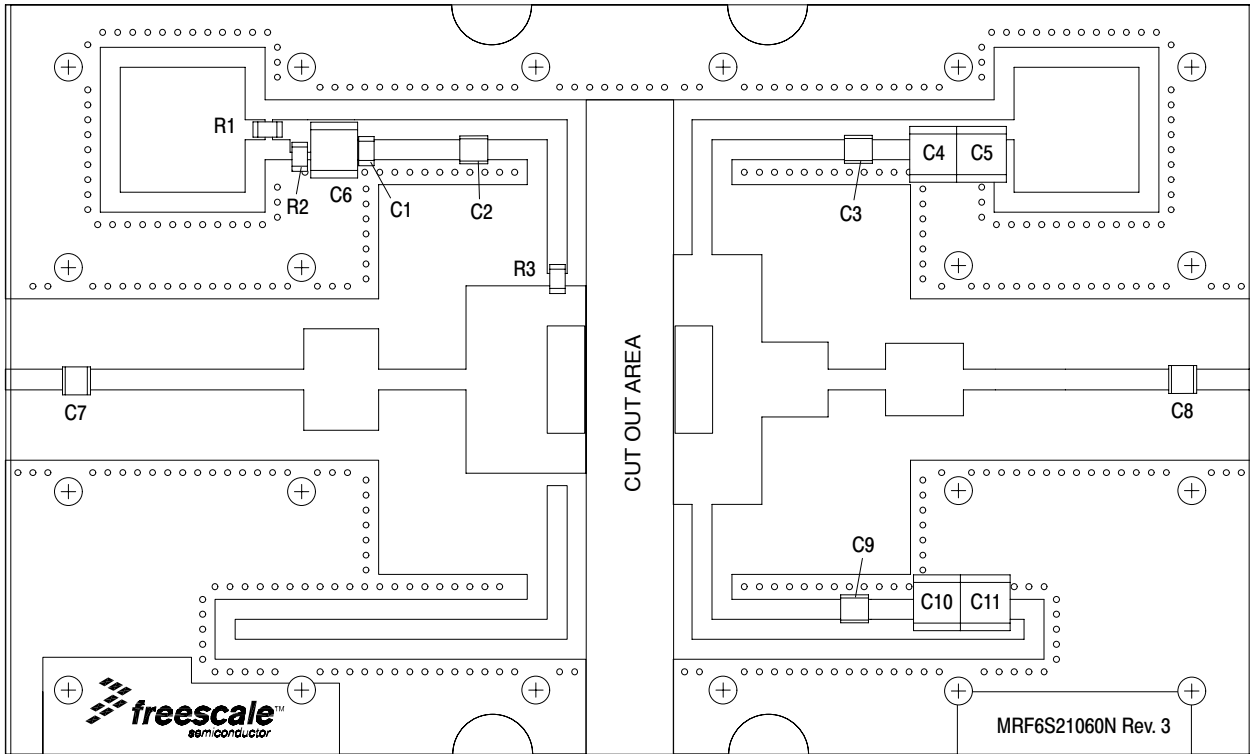 R1
C4 C5
R2
C6
C1
C2
C3
R3
CUT OUT AREA
C7
C8
C9
C10 C11
freescale™
semiconductor
MRF6S21060N Rev. 3